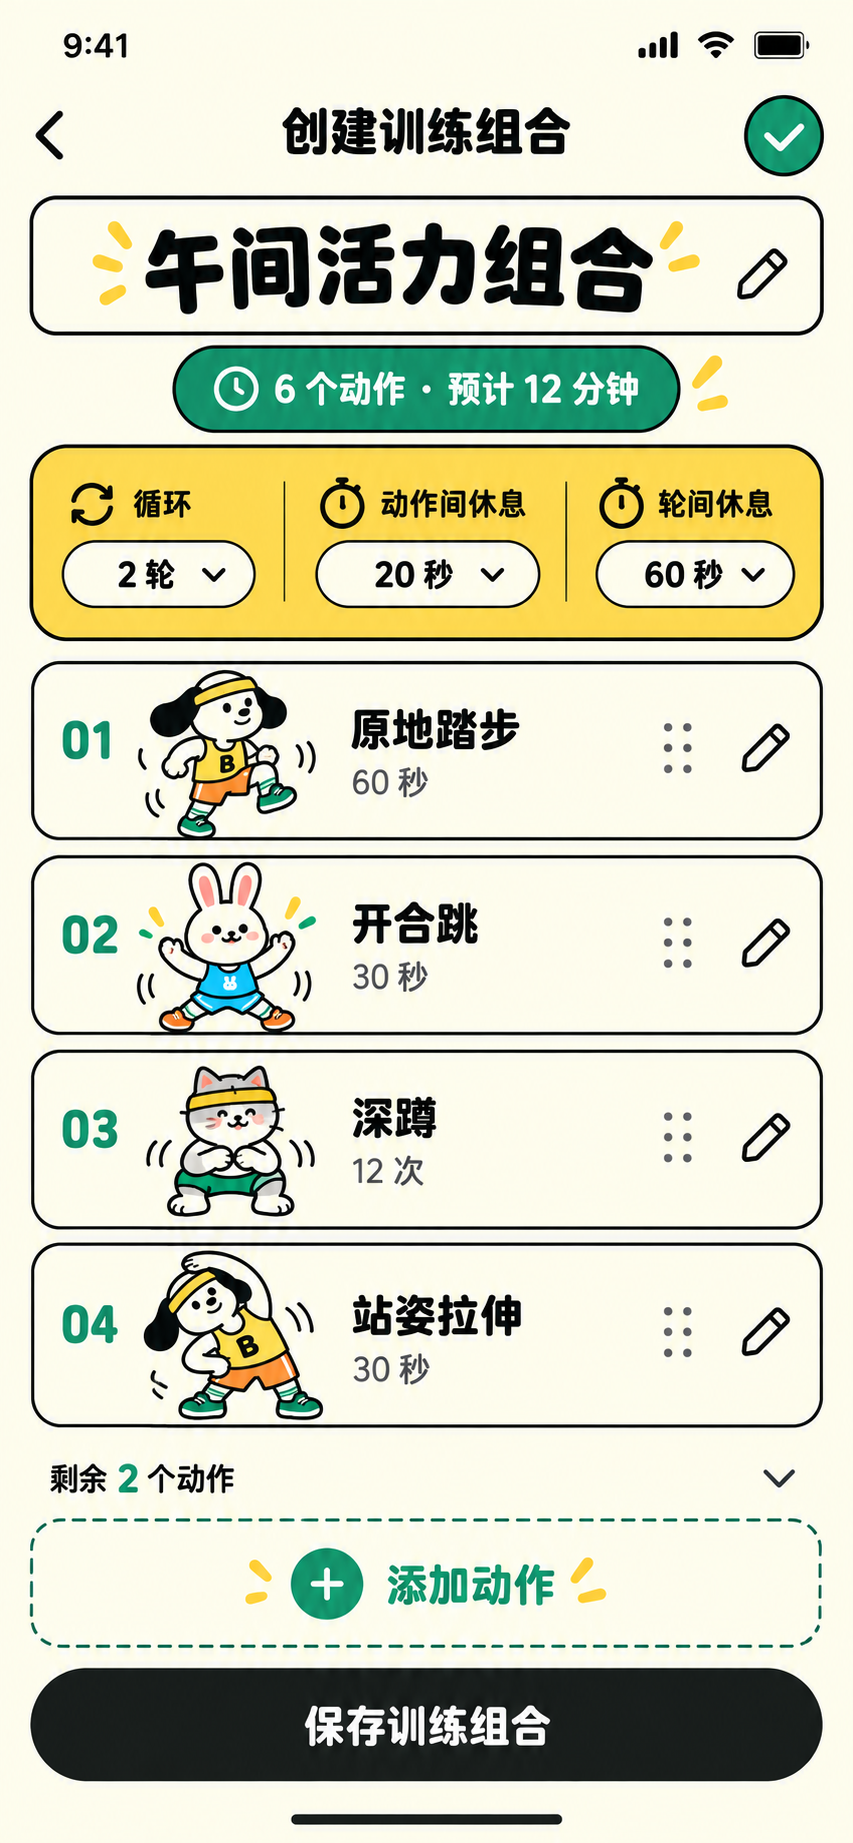 9:41
创建训练组合
午间活力组合
6 个动作 · 预计 12 分钟
循环
动作间休息
轮间休息
2 轮
20 秒
60 秒
01
B
原地踏步
60 秒
02
开合跳
30 秒
03
深蹲
12 次
04
B
站姿拉伸
30 秒
剩余 2 个动作
添加动作
保存训练组合